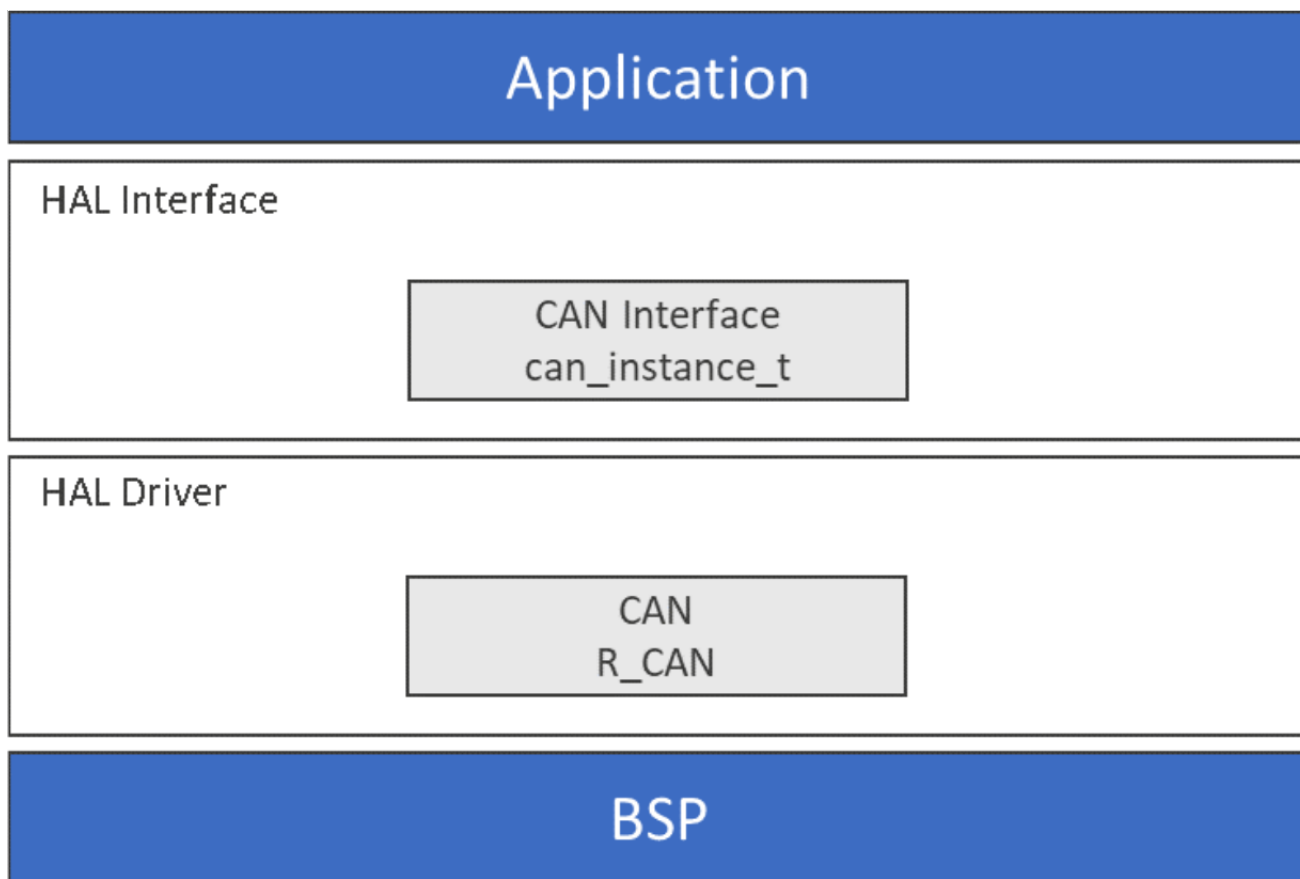 Application
HAL Interface
CAN Interface
can_instance_t
HAL Driver
CAN
R_CAN
BSP